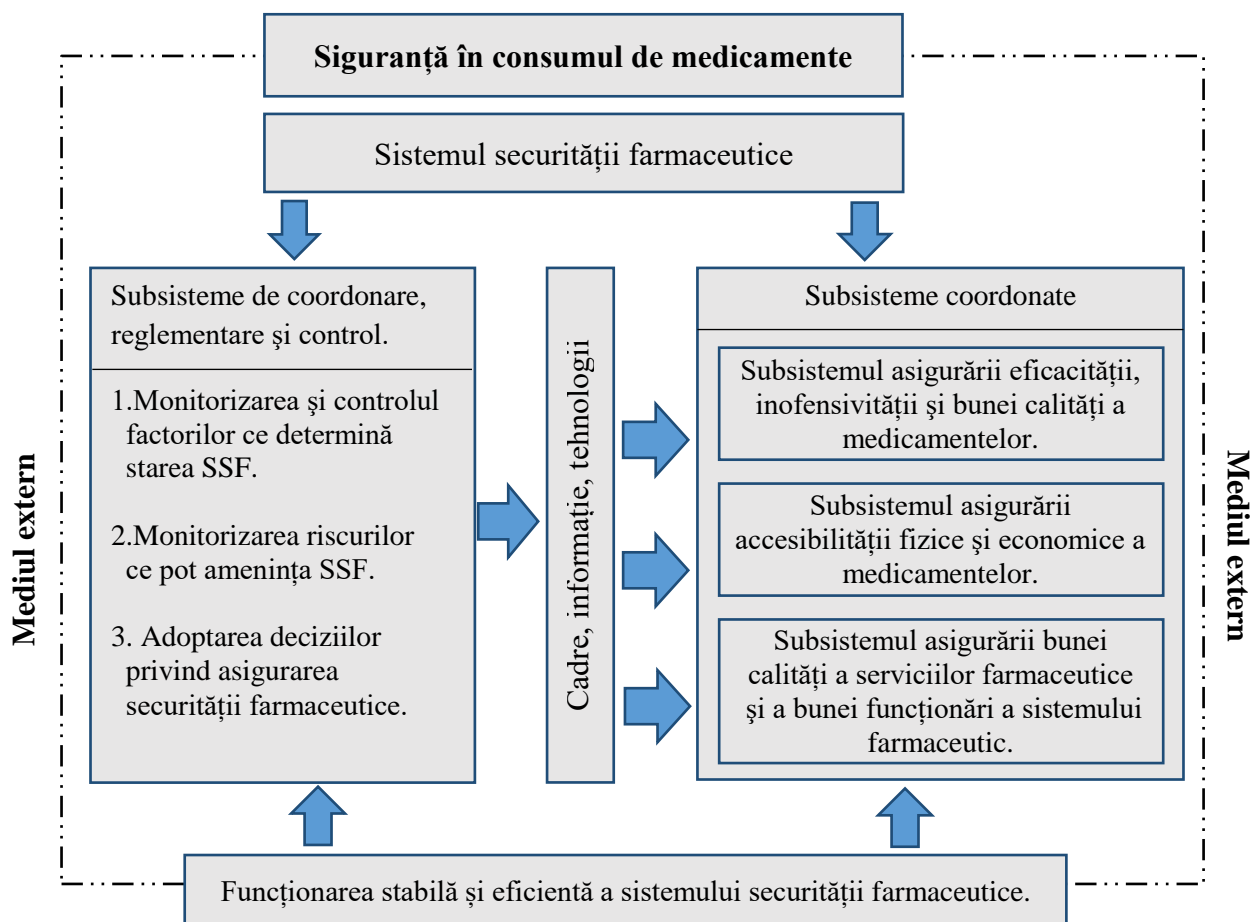 Siguranță în consumul de medicamente
Sistemul securității farmaceutice
Mediul extern
Subsisteme de coordonare,
reglementare şi control.
1.Monitorizarea şi controlul
factorilor ce determină
starea SSF.
2.Monitorizarea riscurilor
ce pot amenința SSF.
3. Adoptarea deciziilor
privind asigurarea
securității farmaceutice.
Cadre, informație, tehnologii
Subsisteme coordonate
Subsistemul asigurării eficacității,
inofensivității şi bunei calități a
medicamentelor.
Subsistemul asigurării
accesibilității fizice şi economice a
medicamentelor.
Subsistemul asigurării bunei
calități a serviciilor farmaceutice
şi a bunei funcționări a sistemului
farmaceutic.
Mediul extern
Funcționarea stabilă și eficientă a sistemului securității farmaceutice.